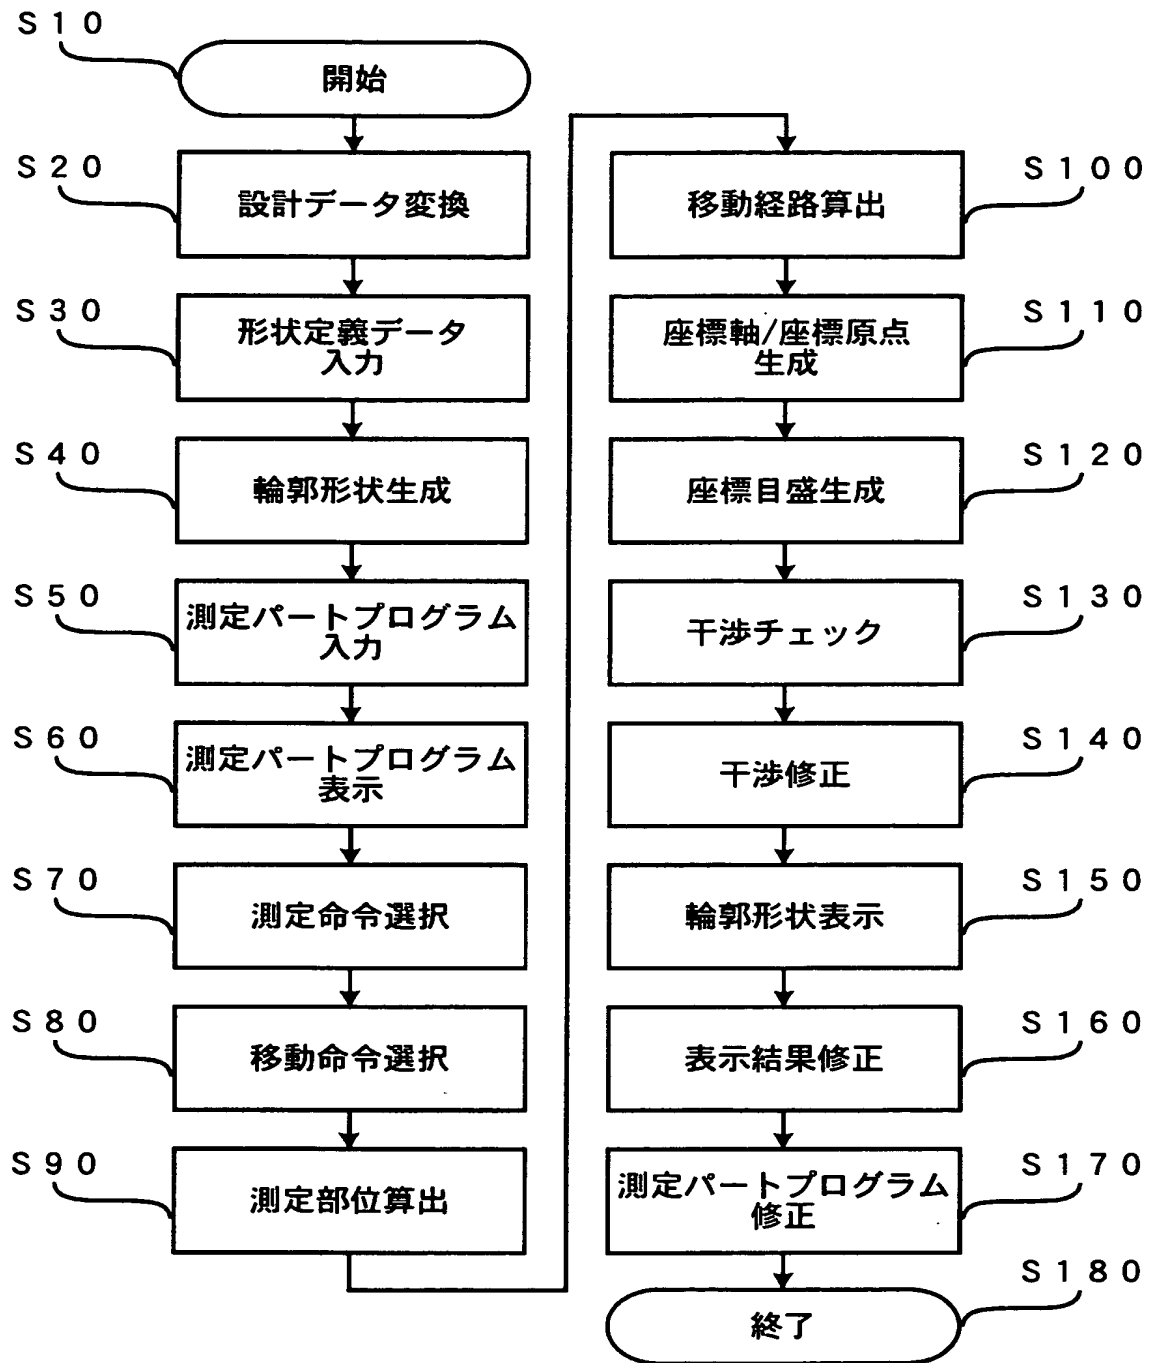 S10
開始
S20
設計データ変換
S30
形状定義データ
入力
S40
輪郭形状生成
S50
測定パートプログラム
入力
S60
測定パートプログラム
表示
S70
測定命令選択
S80
移動命令選択
S90
測定部位算出
S100
移動経路算出
S110
座標軸/座標原点
生成
S120
座標目盛生成
S130
干渉チェック
S140
干渉修正
S150
輪郭形状表示
S160
表示結果修正
S170
測定パートプログラム
修正
S180
終了